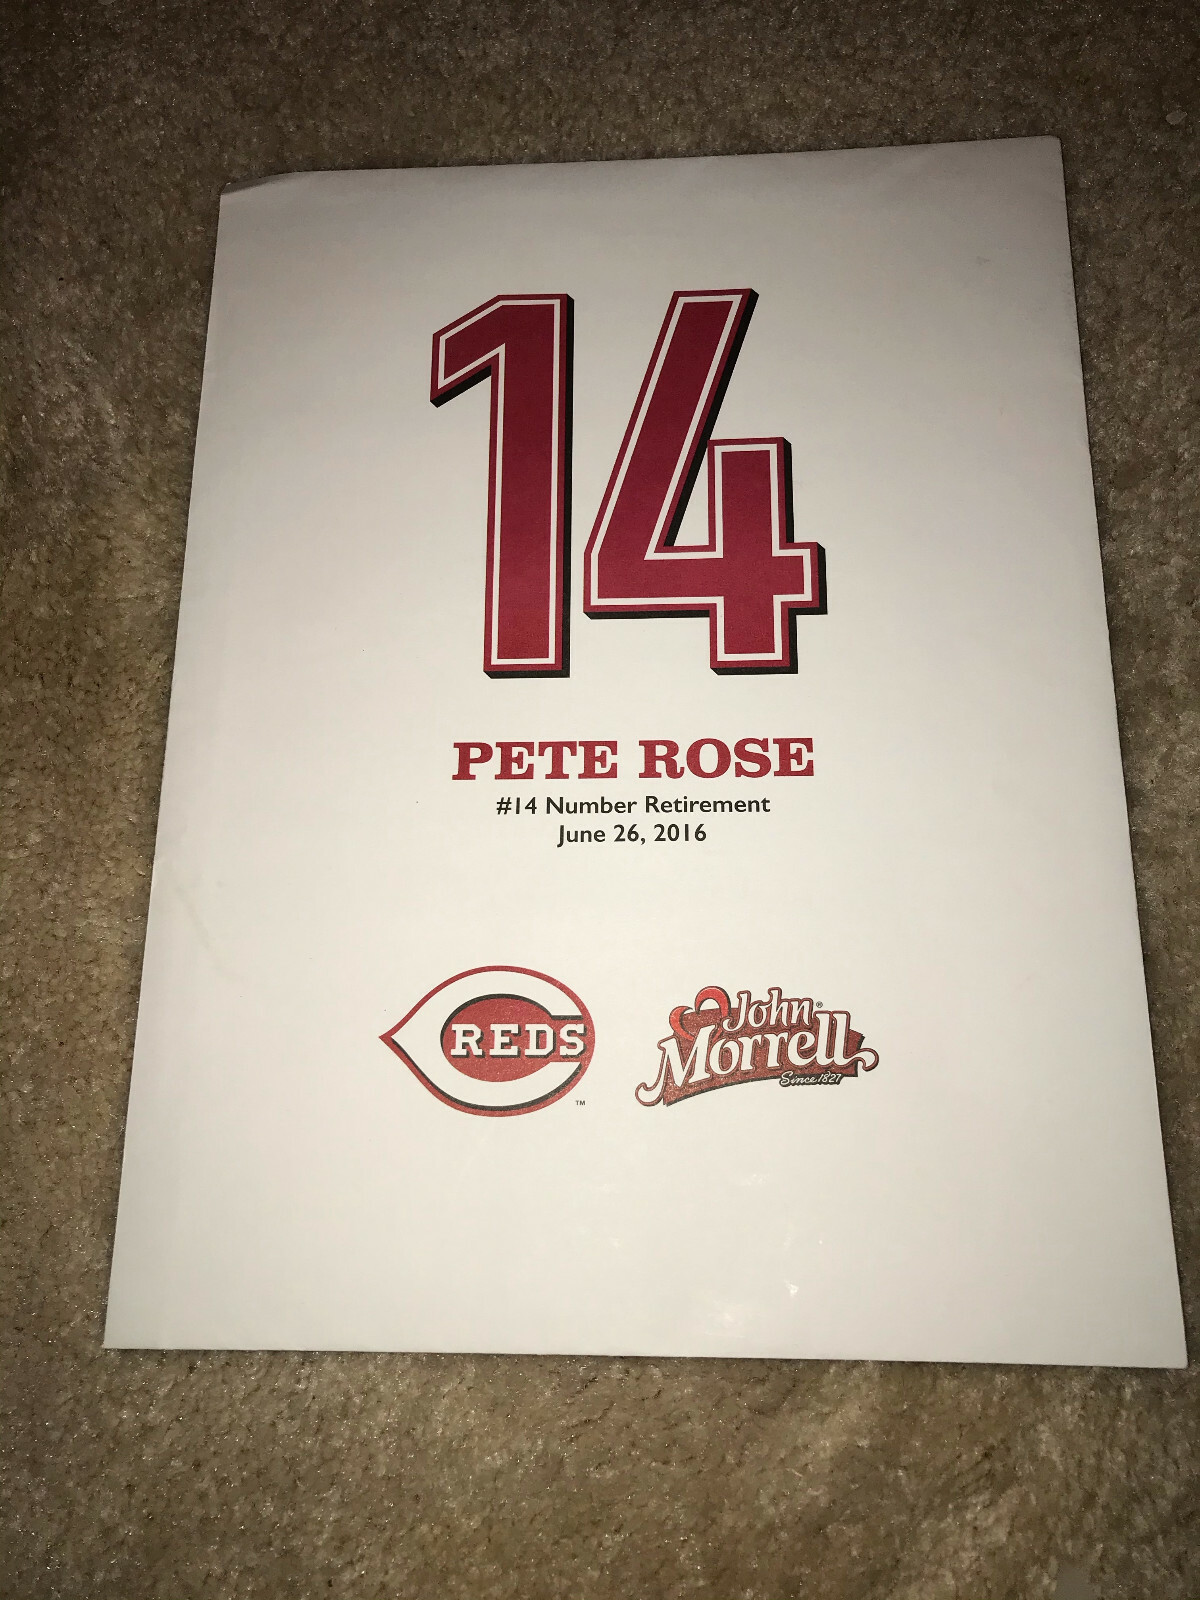 14
PETE ROSE
#14 Number Retirement
June 26, 2016
REDS
™
John
Morrell
®
Since 1827